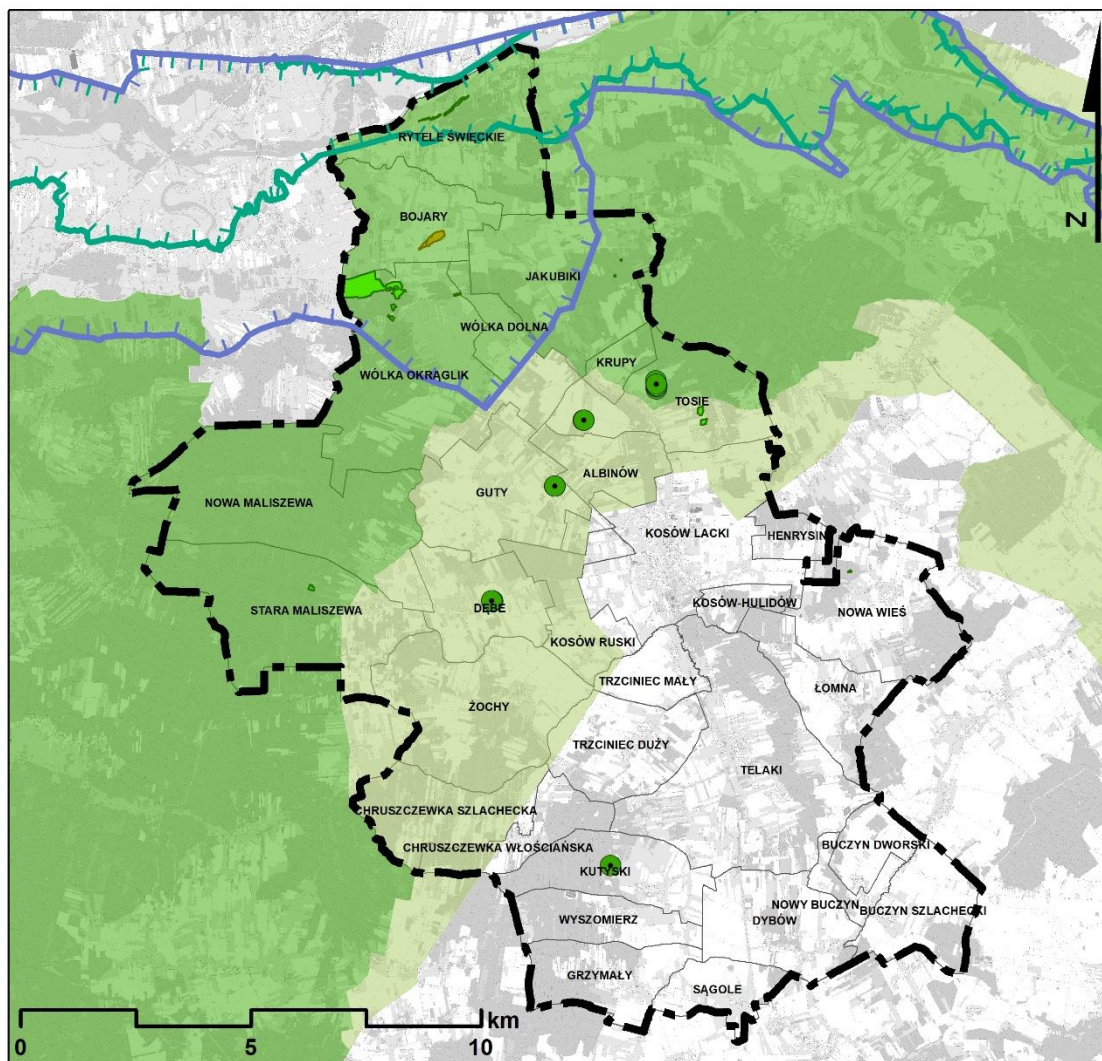 RYTELE ŚWIĘCKIE
BOJARY
N
JAKUBIKI
WÓLKA DOLNA
KRUPY
WÓLKA OKRĄGLIK
TOSIE
ALBINÓW
GUTY
NOWA MALISZEWA
KOSÓW LACKI
HENRYSIN
STARA MALISZEWA
DĘBE
KOSÓW-HULIDÓW
NOWA WIEŚ
KOSÓW RUSKI
TRZCINIEC MAŁY
ŁOMNA
ŻOCHY
TRZCINIEC DUŻY
TELAKI
CHRUSZCZEWKA SZLACHECKA
CHRUSZCZEWKA WŁOŚCIAŃSKA
BUCZYN DWORSKI
KUTYSKI
NOWY BUCZYN
BUCZYN SZLACHECKI
WYSZOMIERZ
DYBÓW
GRZYMAŁY
SĄGOLE
km
0 5 10